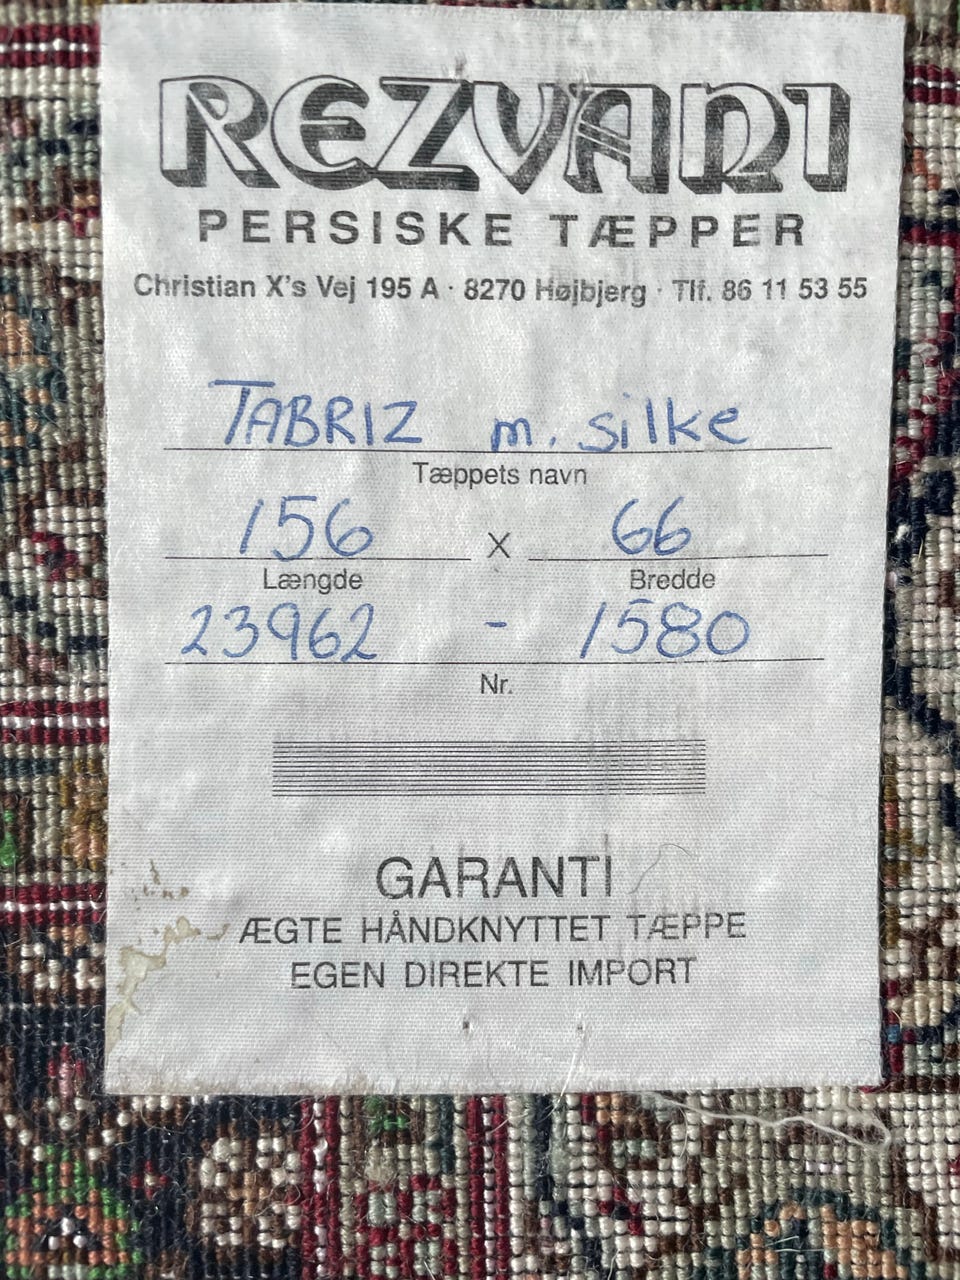 REZVANI
PERSISKE TÆPPER
Christian X's Vej 195 A · 8270 Højbjerg · Tlf. 86 11 53 55
TABRIZ m. silke
Tæppets navn
156 x 66
Længde Bredde
23962 - 1580
Nr.
GARANTI
ÆGTE HÅNDKNYTTET TÆPPE
EGEN DIREKTE IMPORT